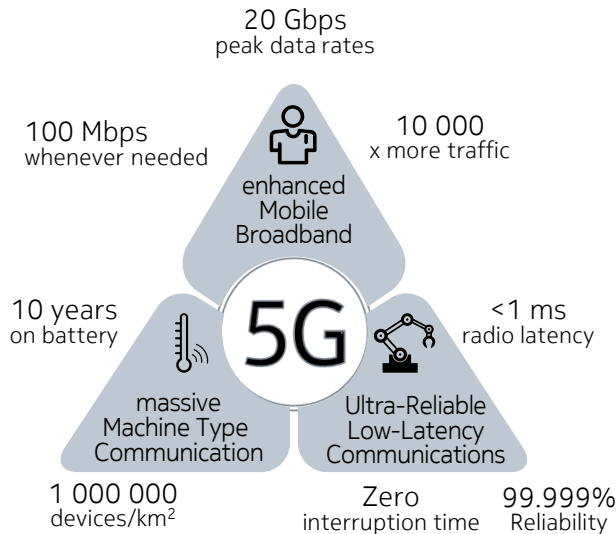 20 Gbps
peak data rates
100 Mbps
whenever needed
10 000
x more traffic
enhanced
Mobile
Broadband
10 years
on battery
5G
<1 ms
radio latency
massive
Machine Type
Communication
Ultra-Reliable
Low-Latency
Communications
1 000 000
devices/km²
Zero
interruption time
99.999%
Reliability